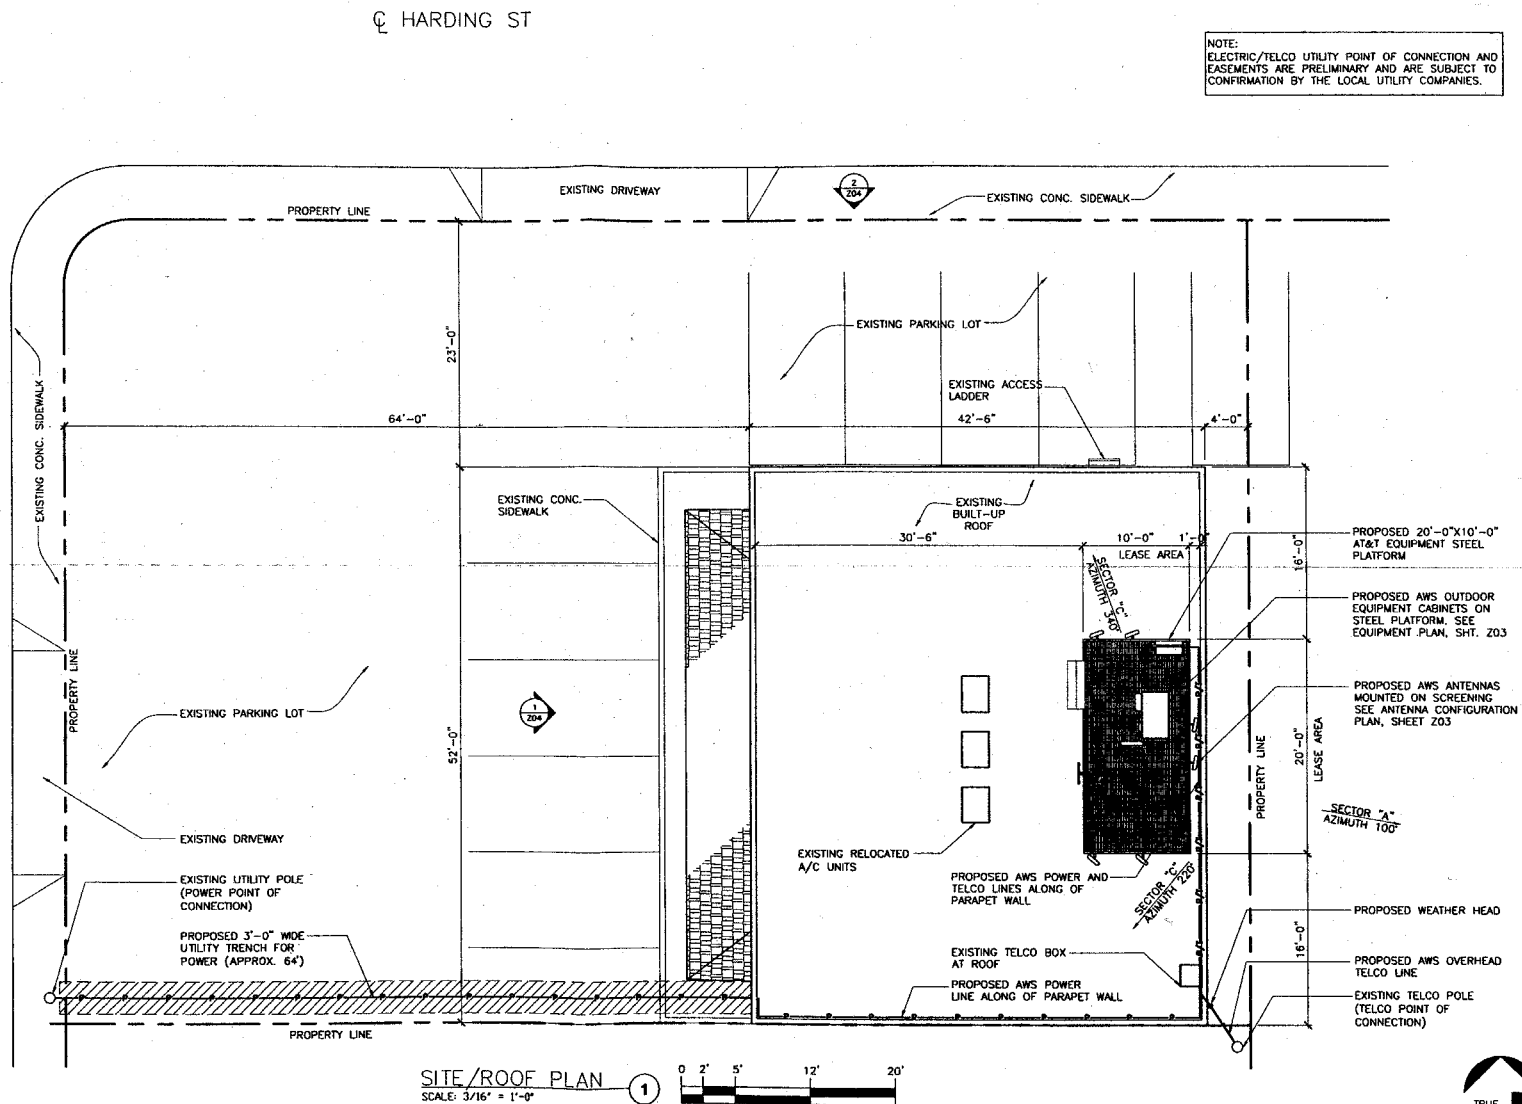 ℄ HARDING ST
NOTE:
ELECTRIC/TELCO UTILITY POINT OF CONNECTION AND
EASEMENTS ARE PRELIMINARY AND ARE SUBJECT TO
CONFIRMATION BY THE LOCAL UTILITY COMPANIES.
EXISTING DRIVEWAY
2
Z04
EXISTING CONC. SIDEWALK
PROPERTY LINE
23'-0"
EXISTING PARKING LOT
EXISTING ACCESS
LADDER
64'-0"
42'-6"
4'-0"
EXISTING CONC. SIDEWALK
EXISTING CONC.
SIDEWALK
EXISTING
BUILT-UP
ROOF
30'-6"
10'-0"
LEASE AREA
16'-0"
PROPOSED 20'-0"X10'-0"
AT&T EQUIPMENT STEEL
PLATFORM
SECTOR "C"
AZIMUTH 340°
PROPOSED AWS OUTDOOR
EQUIPMENT CABINETS ON
STEEL PLATFORM. SEE
EQUIPMENT PLAN, SHT. Z03
PROPERTY LINE
EXISTING PARKING LOT
1
Z04
52'-0"
PROPOSED AWS ANTENNAS
MOUNTED ON SCREENING
SEE ANTENNA CONFIGURATION
PLAN, SHEET Z03
20'-0"
LEASE AREA
PROPERTY LINE
SECTOR "A"
AZIMUTH 100°
EXISTING DRIVEWAY
EXISTING RELOCATED
A/C UNITS
EXISTING UTILITY POLE
(POWER POINT OF
CONNECTION)
PROPOSED AWS POWER AND
TELCO LINES ALONG OF
PARAPET WALL
SECTOR "C"
AZIMUTH 220°
PROPOSED WEATHER HEAD
PROPOSED 3'-0" WIDE
UTILITY TRENCH FOR
POWER (APPROX. 64')
EXISTING TELCO BOX
AT ROOF
16'-0"
PROPOSED AWS OVERHEAD
TELCO LINE
PROPOSED AWS POWER
LINE ALONG OF PARAPET WALL
EXISTING TELCO POLE
(TELCO POINT OF
CONNECTION)
PROPERTY LINE
SITE/ROOF PLAN
1
SCALE: 3/16" = 1'-0"
0 2' 5' 12' 20'